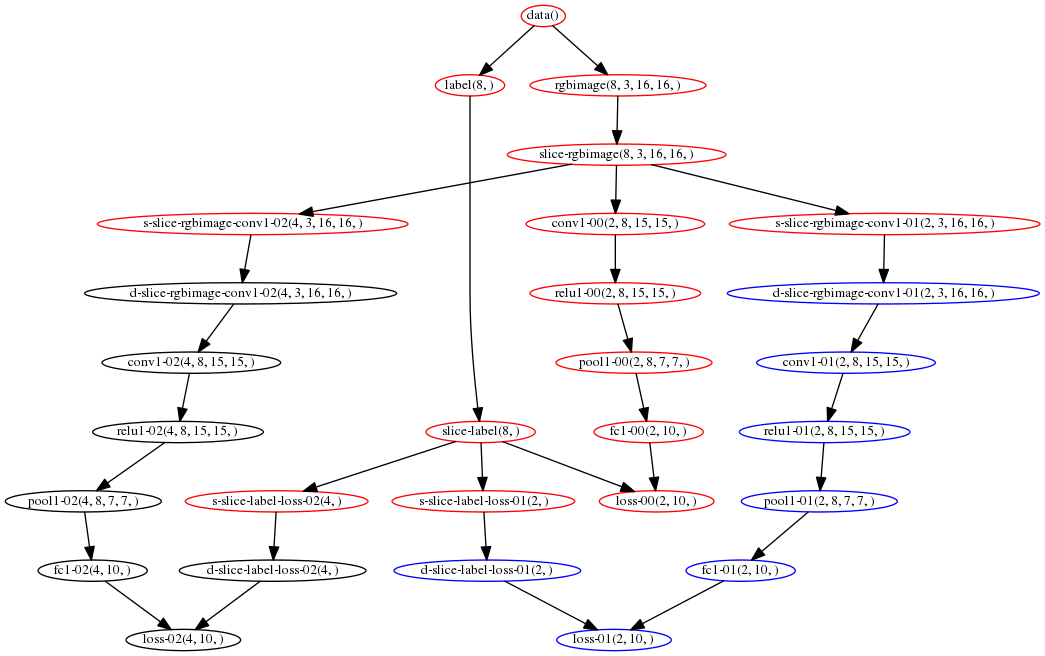 data()
label(8, )
rgbimage(8, 3, 16, 16, )
slice-rgbimage(8, 3, 16, 16, )
s-slice-rgbimage-conv1-02(4, 3, 16, 16, )
conv1-00(2, 8, 15, 15, )
s-slice-rgbimage-conv1-01(2, 3, 16, 16, )
d-slice-rgbimage-conv1-02(4, 3, 16, 16, )
relu1-00(2, 8, 15, 15, )
d-slice-rgbimage-conv1-01(2, 3, 16, 16, )
conv1-02(4, 8, 15, 15, )
pool1-00(2, 8, 7, 7, )
conv1-01(2, 8, 15, 15, )
relu1-02(4, 8, 15, 15, )
slice-label(8, )
fc1-00(2, 10, )
relu1-01(2, 8, 15, 15, )
pool1-02(4, 8, 7, 7, )
s-slice-label-loss-02(4, )
s-slice-label-loss-01(2, )
loss-00(2, 10, )
pool1-01(2, 8, 7, 7, )
fc1-02(4, 10, )
d-slice-label-loss-02(4, )
d-slice-label-loss-01(2, )
fc1-01(2, 10, )
loss-02(4, 10, )
loss-01(2, 10, )